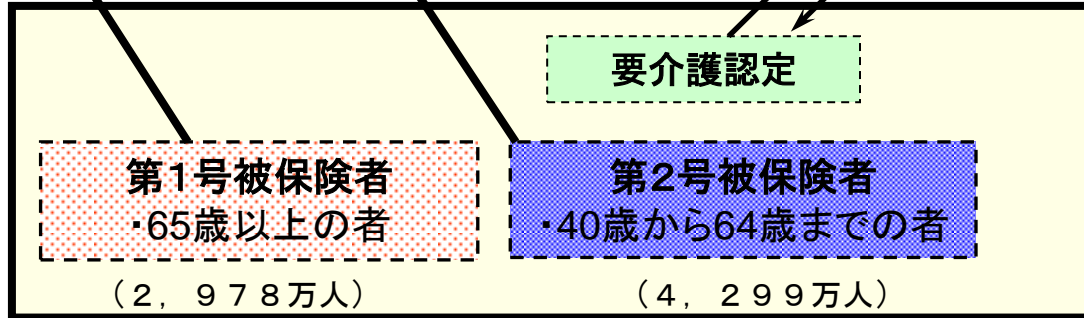 要介護認定
第1号被保険者
・65歳以上の者
第2号被保険者
・40歳から64歳までの者
（２，９７８万人）
（４，２９９万人）